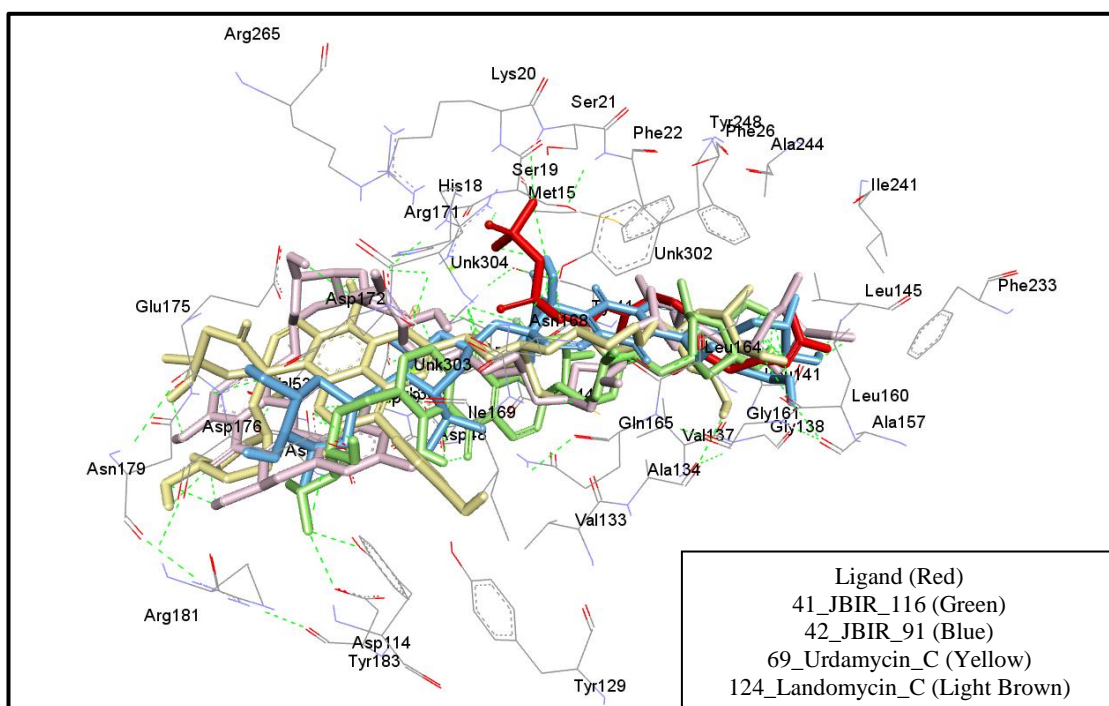 Arg265
Lys20
Ser21
Phe22
Tyr248
Phe26
Ala244
Ser19
Met15
His18
Ile241
Arg171
Unk304
Unk302
Phe233
Leu145
Glu175
Asp172
Asn168
Leu164
Unk303
Leu160
Ile169
Gly161
Ala157
Asp176
Gln165
Gly138
Val137
Asn179
Ala134
Val133
Arg181
Asp114
Tyr183
Tyr129
Ligand (Red)
41_JBIR_116 (Green)
42_JBIR_91 (Blue)
69_Urdamycin_C (Yellow)
124_Landomycin_C (Light Brown)